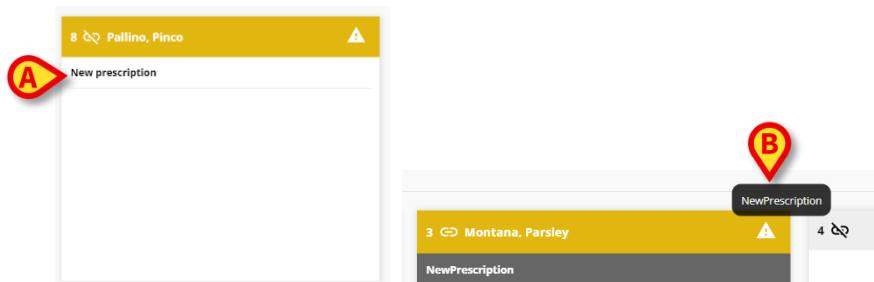 8 Pallino, Pinco
A
New prescription
B
NewPrescription
3 Montana, Parsley
4
NewPrescription